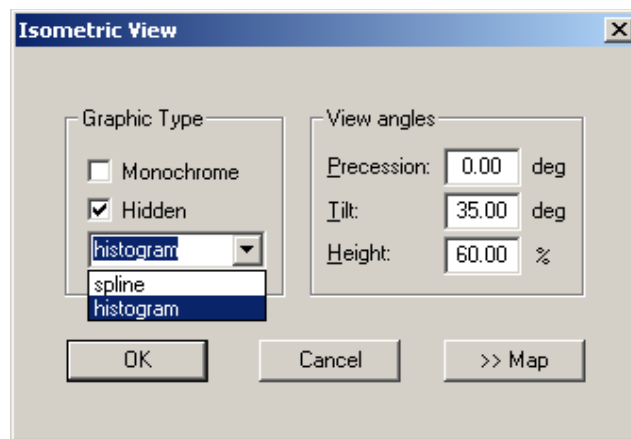 Isometric View
Graphic Type
Monochrome
Hidden
histogram
spline
histogram
View angles
Precession: 0.00 deg
Tilt: 35.00 deg
Height: 60.00 %
OK Cancel >> Map